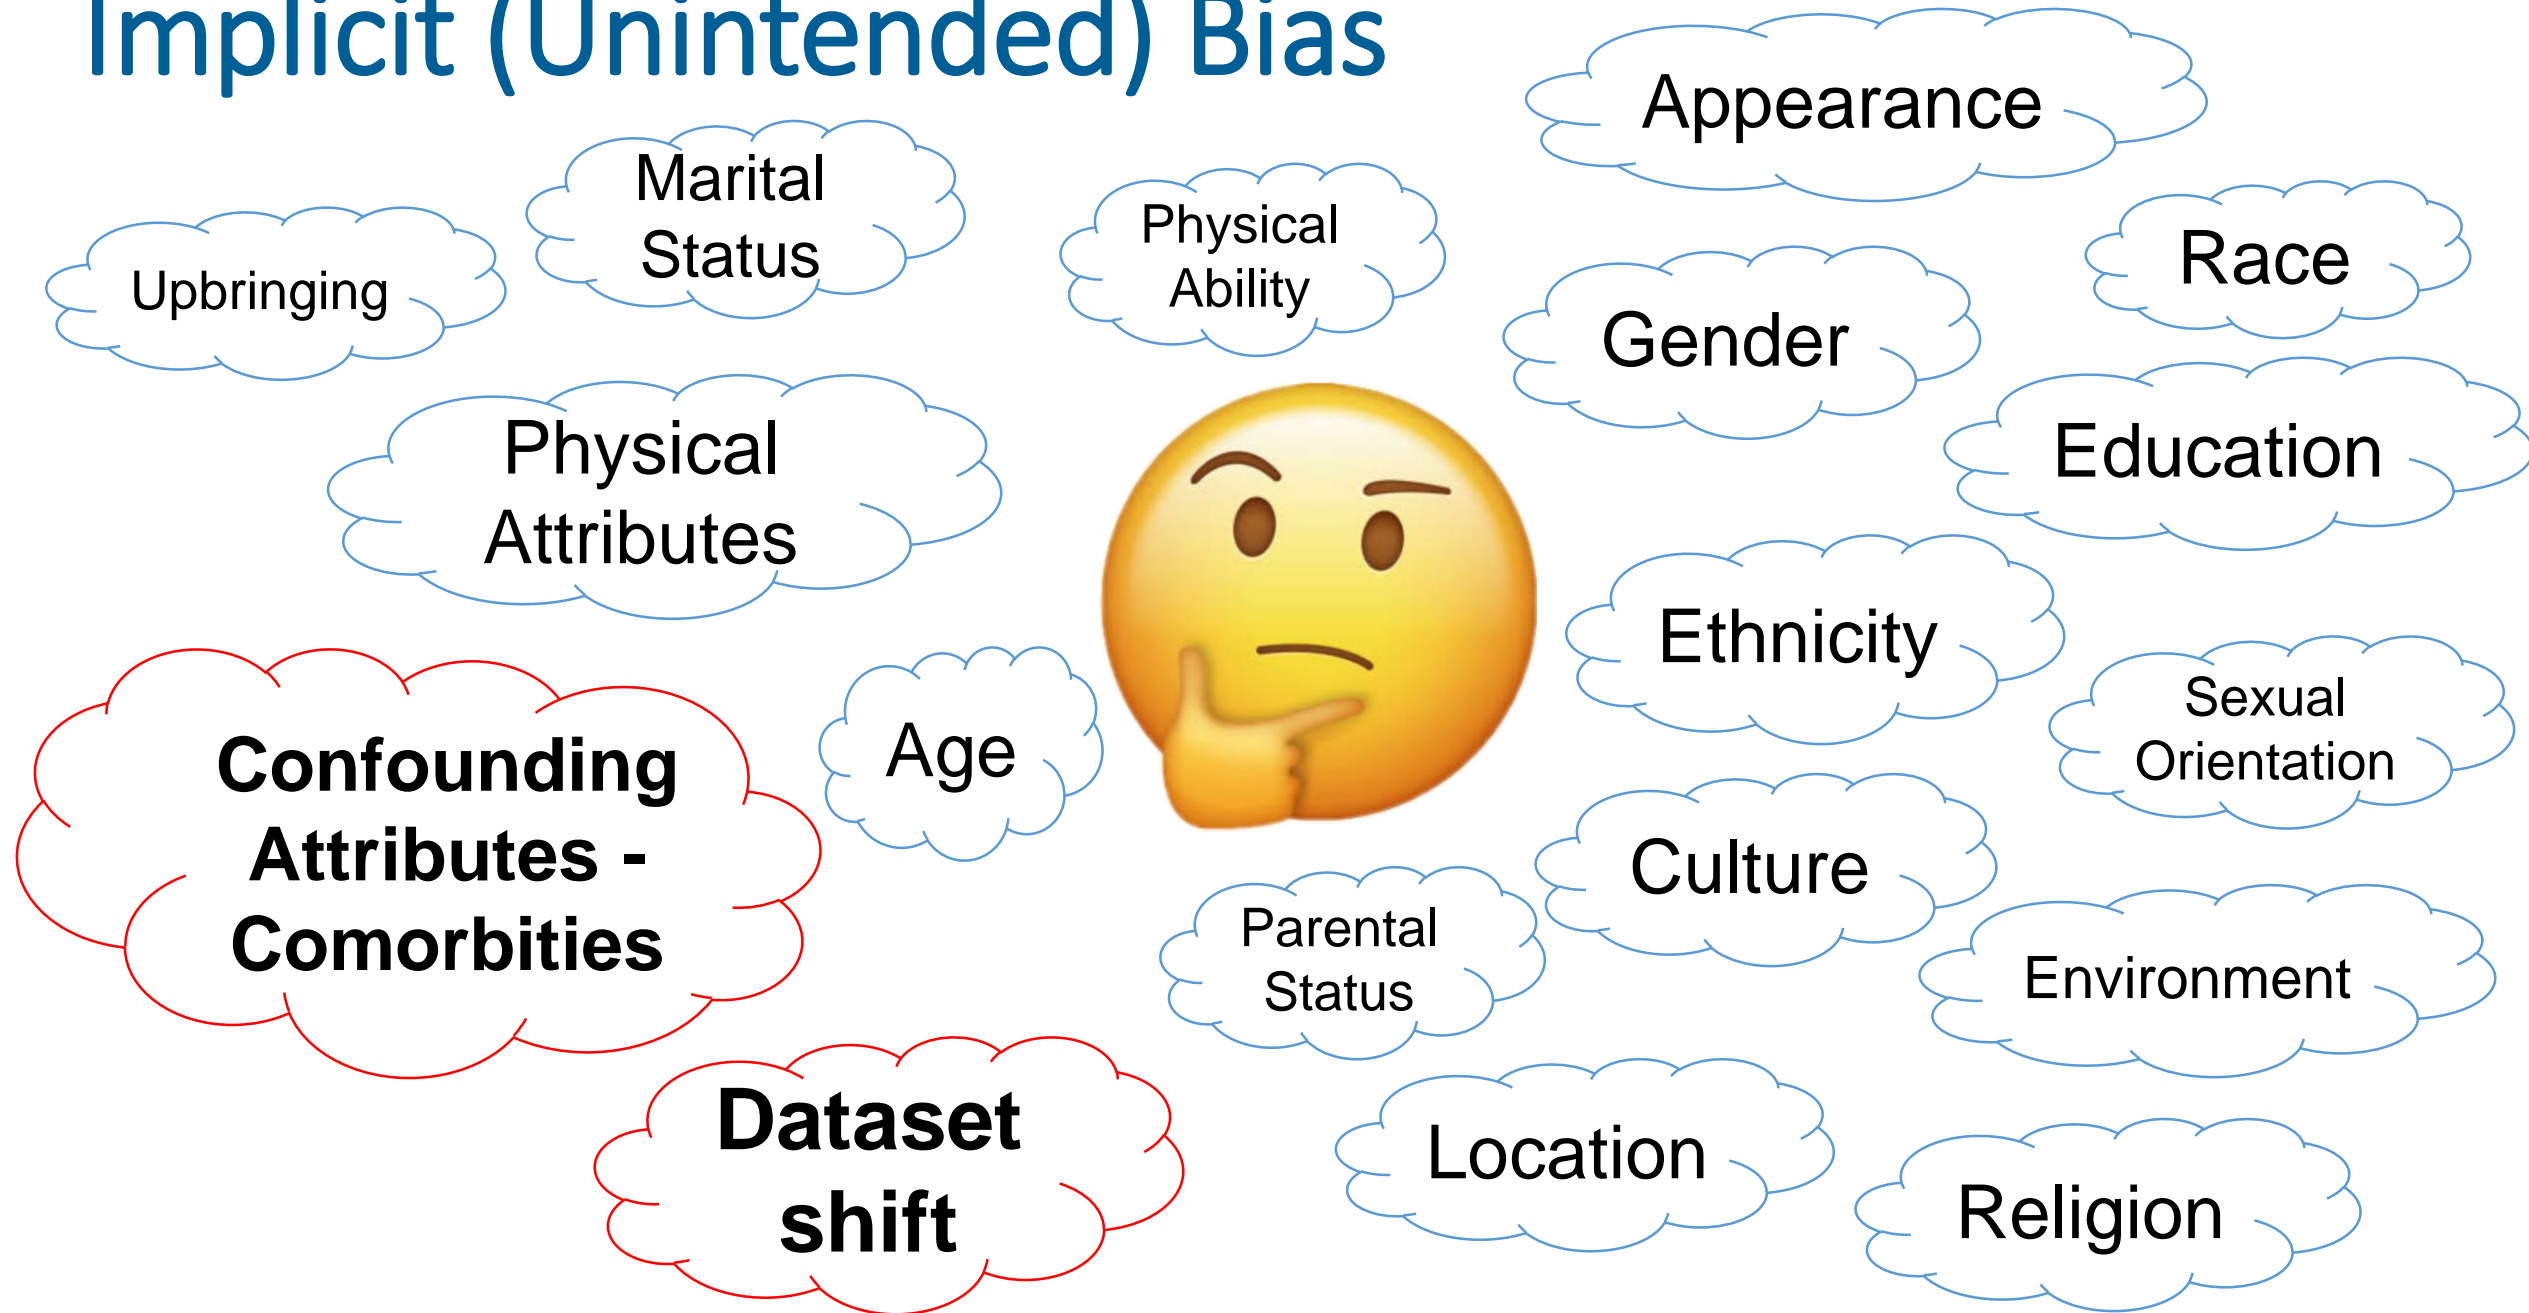 Implicit (Unintended) Bias
Appearance
Marital
Status
Physical
Ability
Race
Upbringing
Gender
Physical
Attributes
Education
Ethnicity
Sexual
Orientation
Age
Confounding
Attributes -
Comorbities
Culture
Parental
Status
Environment
Dataset
shift
Location
Religion